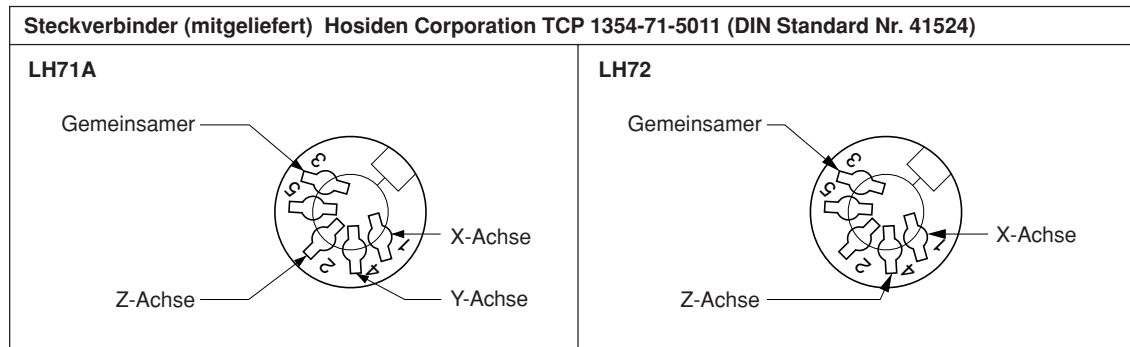 Steckverbinder (mitgeliefert) Hosiden Corporation TCP 1354-71-5011 (DIN Standard Nr. 41524)
LH71A
Gemeinsamer
3
5
2
4
1
X-Achse
Z-Achse
Y-Achse
LH72
Gemeinsamer
3
5
2
4
1
X-Achse
Z-Achse